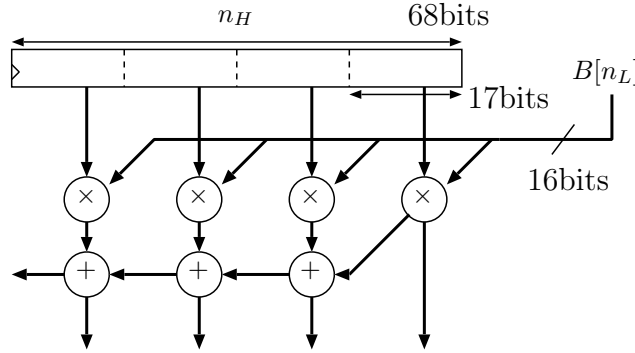 n_H 68bits
B[n_L]
17bits
16bits
× × × ×
+ + +